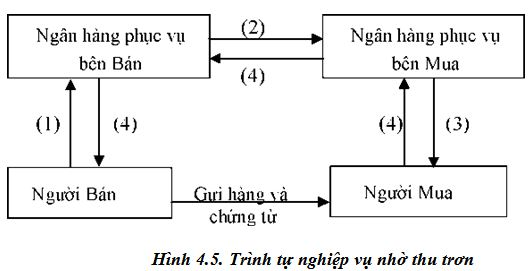 Ngân hàng phục vụ
bên Bán
(2)
(4)
Ngân hàng phục vụ
bên Mua
(1)
(4)
(4)
(3)
Người Bán
Gửi hàng và
chứng từ
Người Mua
Hình 4.5. Trình tự nghiệp vụ nhờ thu trơn